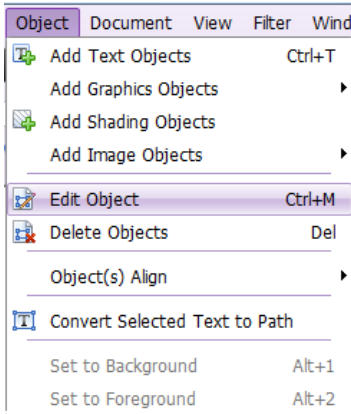 Object Document View Filter Wind
Add Text Objects Ctrl+T
Add Graphics Objects
Add Shading Objects
Add Image Objects
Edit Object Ctrl+M
Delete Objects Del
Object(s) Align
Convert Selected Text to Path
Set to Background Alt+1
Set to Foreground Alt+2